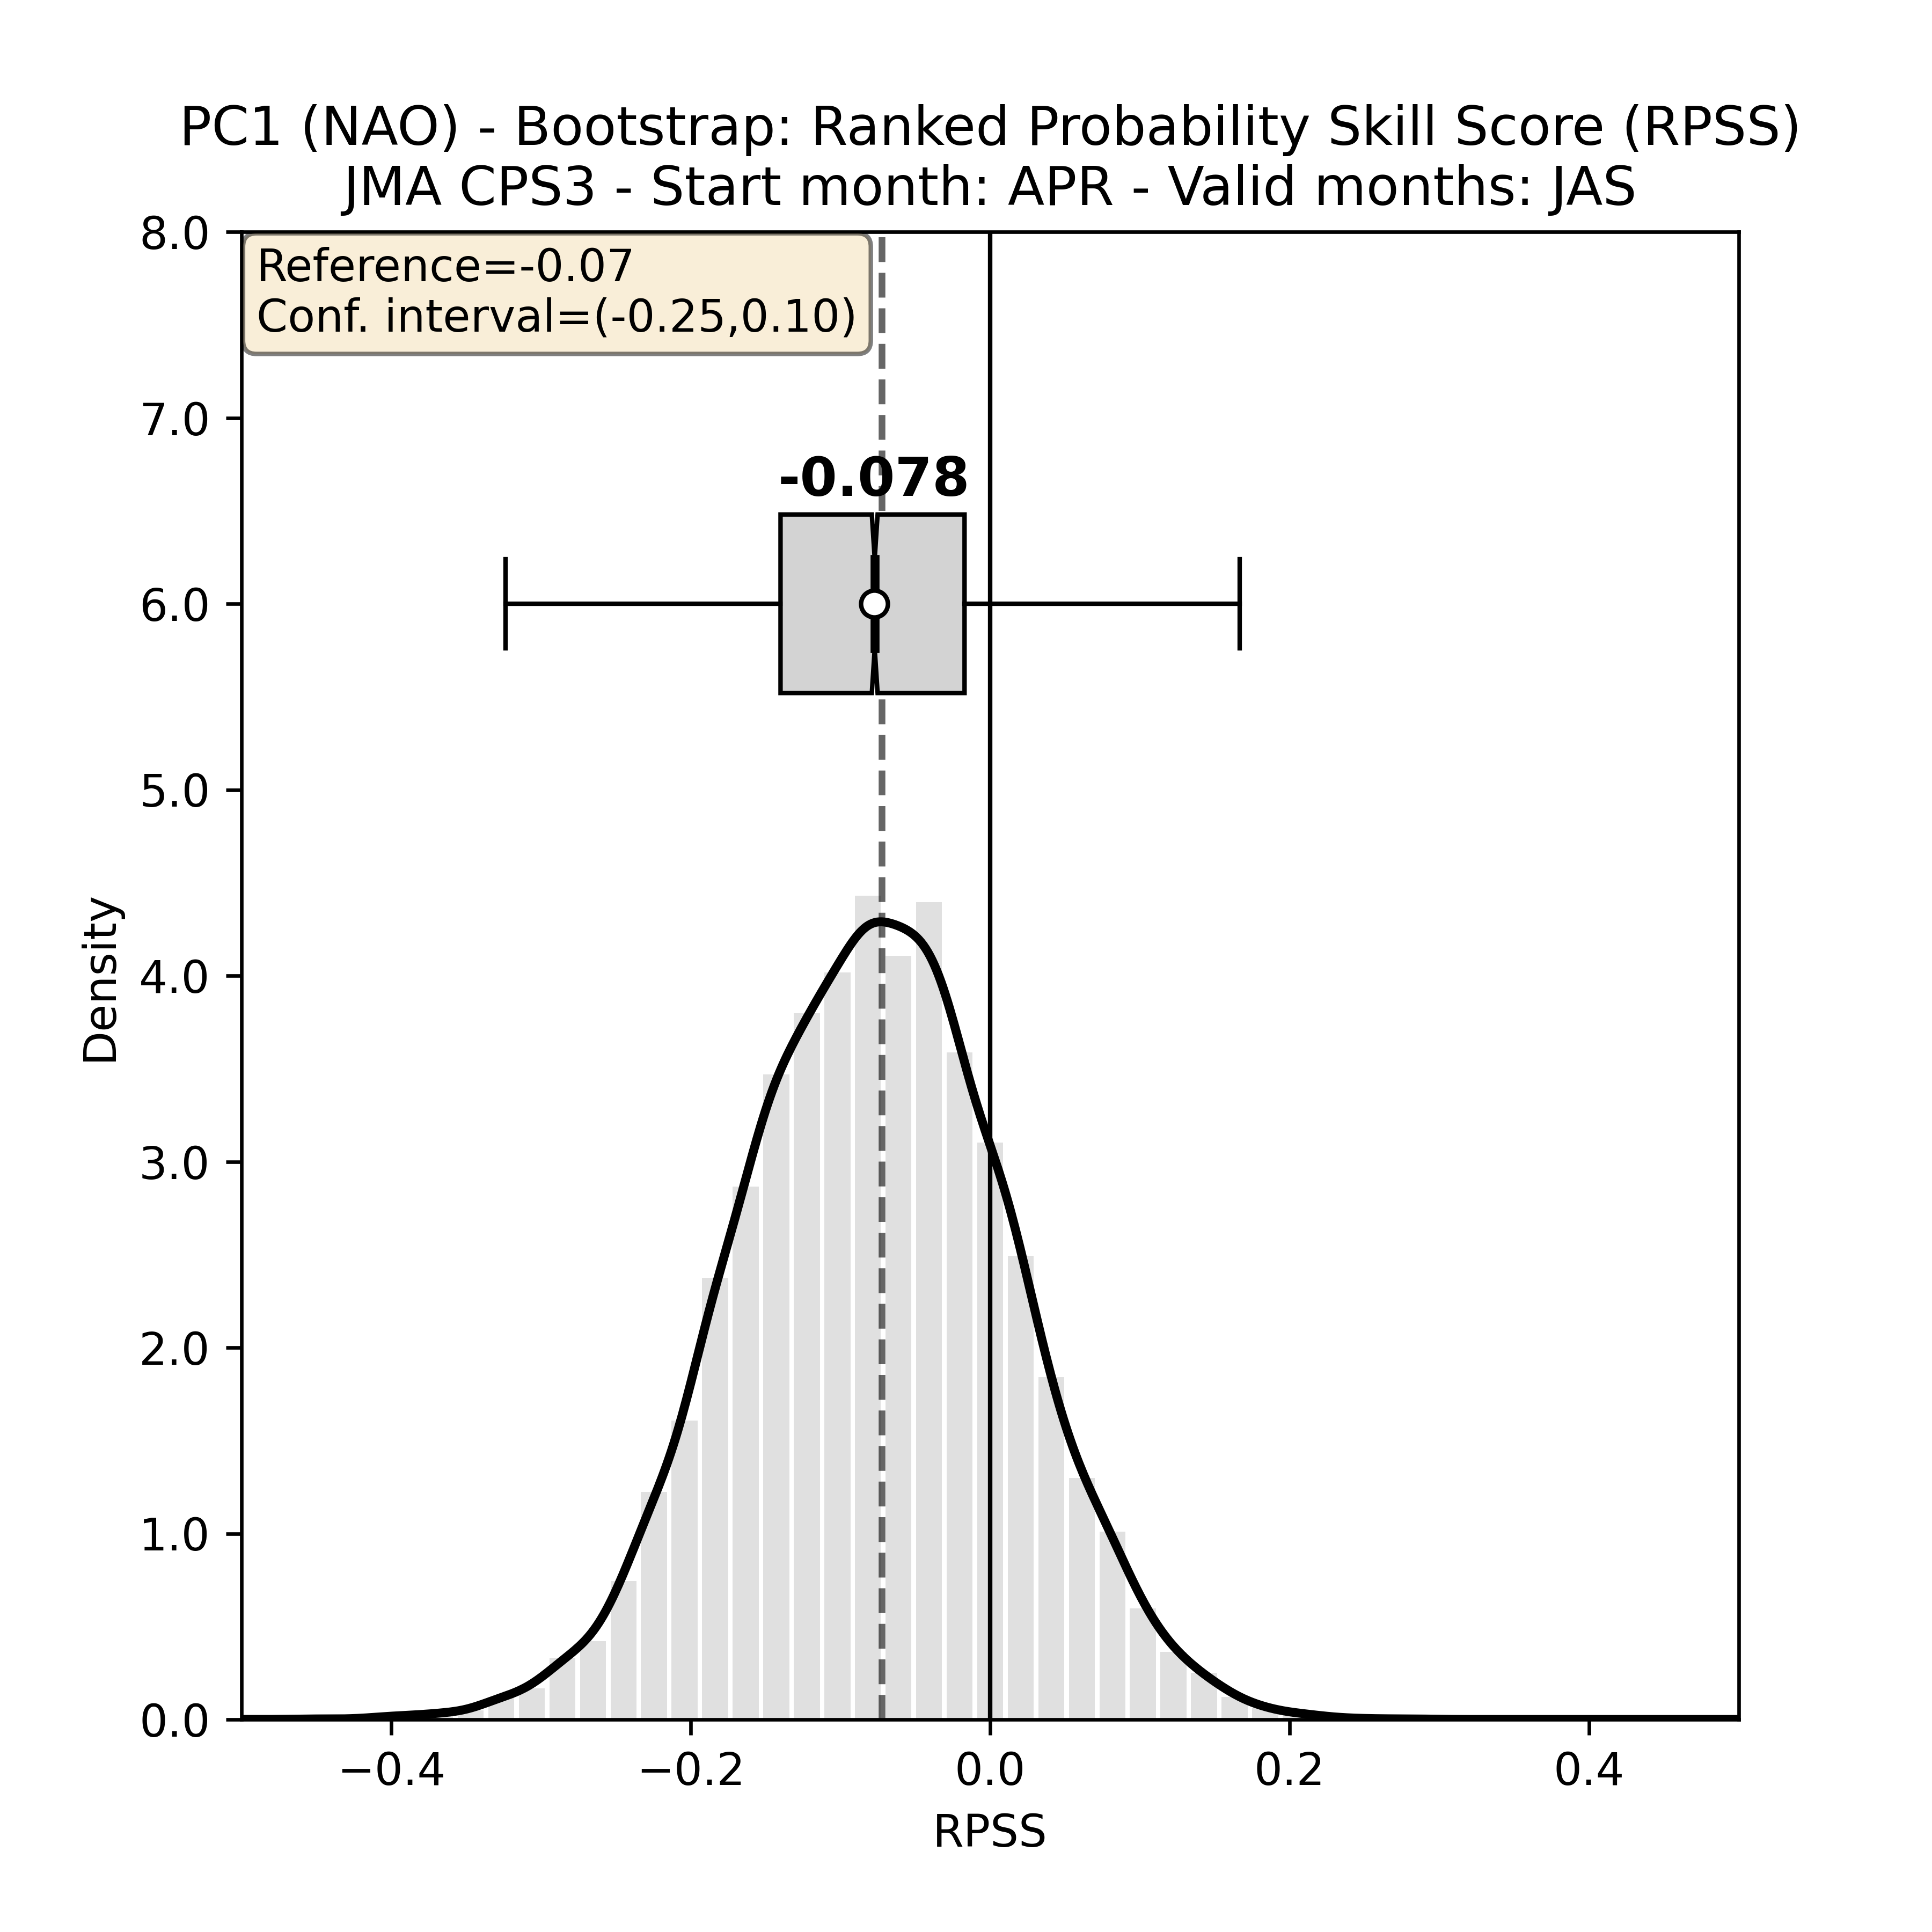 PC1 (NAO) - Bootstrap: Ranked Probability Skill Score (RPSS)
JMA CPS3 - Start month: APR - Valid months: JAS
8.0
Reference=-0.07
Conf. interval=(-0.25,0.10)
7.0
-0.078
6.0
5.0
4.0
Density
3.0
2.0
1.0
0.0
−0.4 −0.2 0.0 0.2 0.4
RPSS